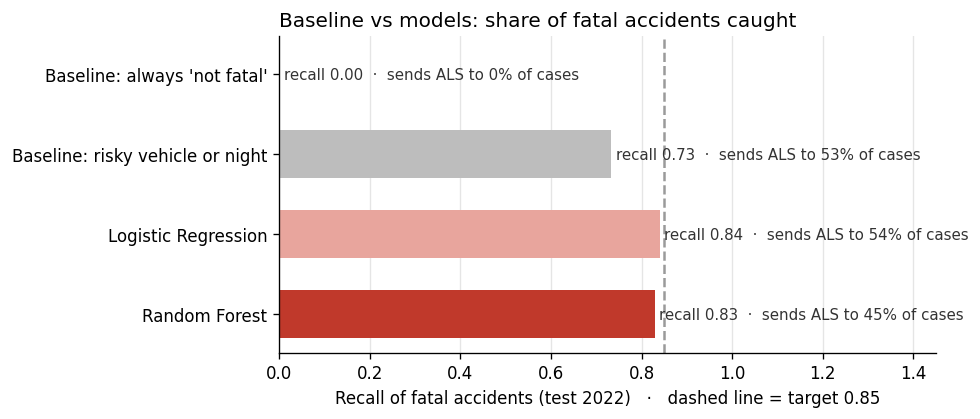 Baseline vs models: share of fatal accidents caught
Baseline: always 'not fatal' recall 0.00 · sends ALS to 0% of cases
Baseline: risky vehicle or night recall 0.73 · sends ALS to 53% of cases
Logistic Regression recall 0.84 · sends ALS to 54% of cases
Random Forest recall 0.83 · sends ALS to 45% of cases
0.0 0.2 0.4 0.6 0.8 1.0 1.2 1.4
Recall of fatal accidents (test 2022) · dashed line = target 0.85